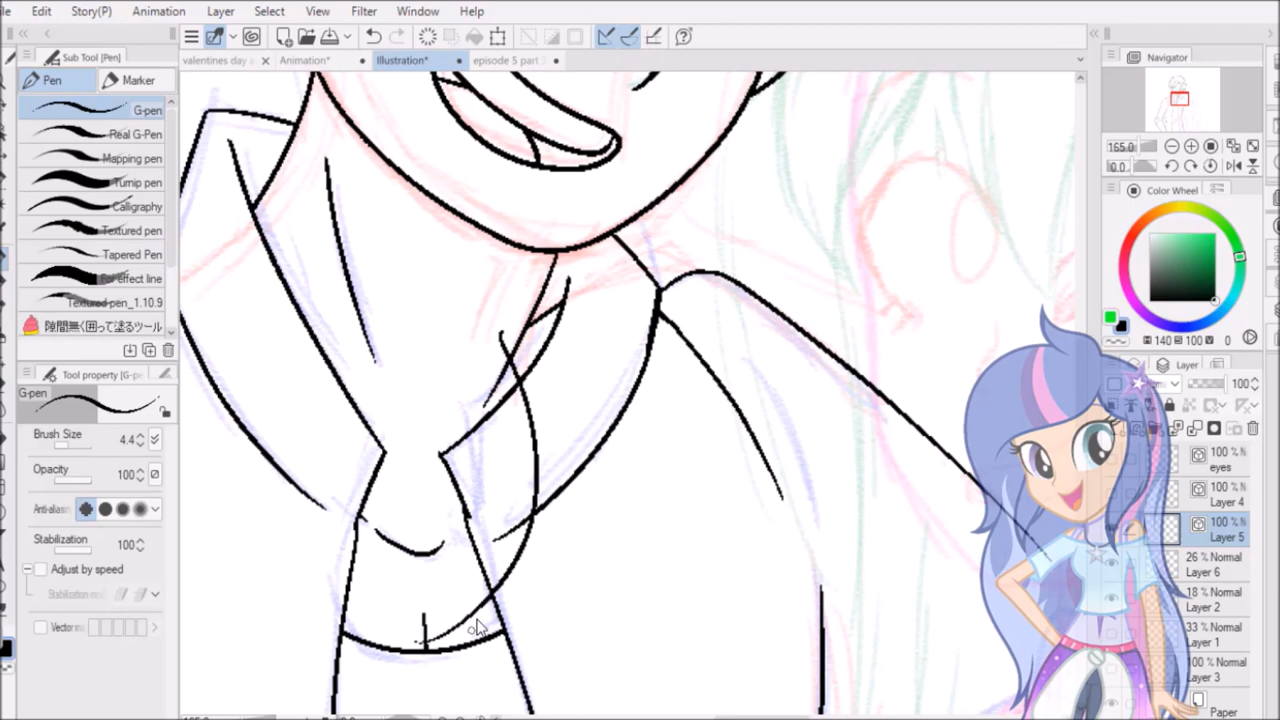 Edit Story(P) Animation Layer Select View Filter Window Help
Sub Tool [Pen]
Pen Marker
G-pen
Real G-Pen
Mapping pen
Turnip pen
Calligraphy
Textured pen
Tapered Pen
For effect line
Textured pen_1.10.9
隙間無く囲って塗るツール
Tool property [G-pe
G-pen
Brush Size 4.4
Opacity 100
Anti-aliasing
Stabilization 100
Adjust by speed
valentines day a
Animation*
Illustration*
episode 5 part
Navigator
165.0
0.0
Color Wheel
H 140 S 100 V 0
Layer
100
100 % N
eyes
100 % N
Layer 4
100 % N
Layer 5
26 % Normal
Layer 6
18 % Normal
Layer 2
33 % Normal
Layer 1
100 % Normal
Layer 3
Paper